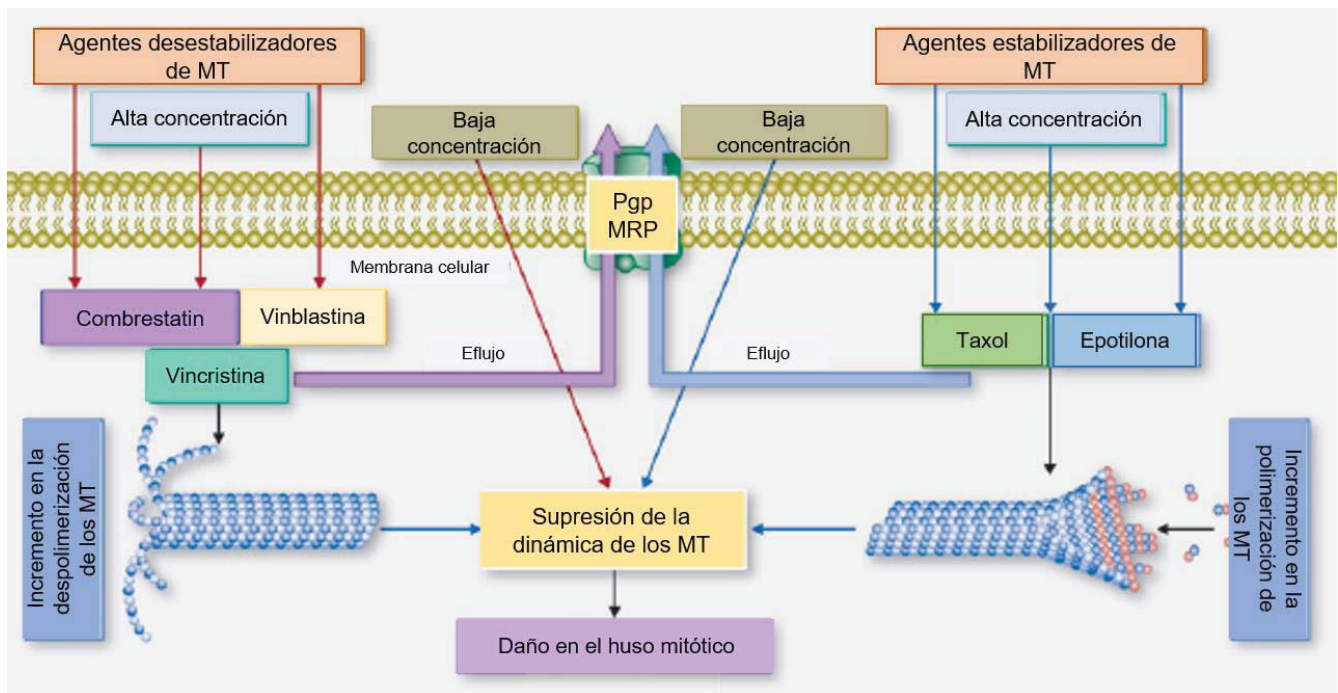 Agentes desestabilizadores
de MT
Alta concentración
Baja
concentración
Baja
concentración
Agentes estabilizadores de
MT
Alta concentración
Pgp
MRP
Membrana celular
Combrestatin
Vinblastina
Vincristina
Eflujo
Eflujo
Taxol
Epotilona
Incremento en la
despolimerización
de los MT
Supresión de la
dinámica de los MT
Incremento en la
polimerización de
los MT
Daño en el huso mitótico